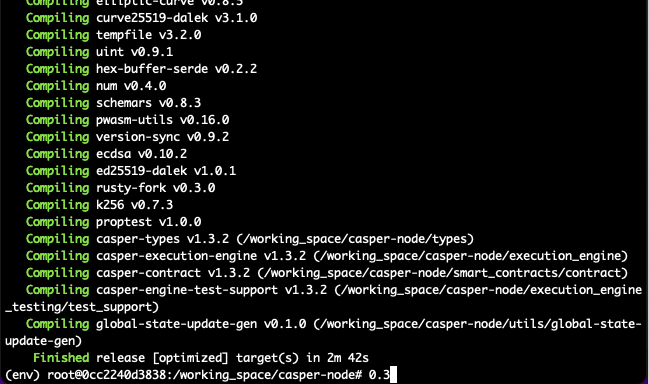 Compiling elliptic-curve v0.8.5
Compiling curve25519-dalek v3.1.0
Compiling tempfile v3.2.0
Compiling uint v0.9.1
Compiling hex-buffer-serde v0.2.2
Compiling num v0.4.0
Compiling schemars v0.8.3
Compiling pwasm-utils v0.16.0
Compiling version-sync v0.9.2
Compiling ecdsa v0.10.2
Compiling ed25519-dalek v1.0.1
Compiling rusty-fork v0.3.0
Compiling k256 v0.7.3
Compiling proptest v1.0.0
Compiling casper-types v1.3.2 (/working_space/casper-node/types)
Compiling casper-execution-engine v1.3.2 (/working_space/casper-node/execution_engine)
Compiling casper-contract v1.3.2 (/working_space/casper-node/smart_contracts/contract)
Compiling casper-engine-test-support v1.3.2 (/working_space/casper-node/execution_engine
_testing/test_support)
Compiling global-state-update-gen v0.1.0 (/working_space/casper-node/utils/global-state-
update-gen)
Finished release [optimized] target(s) in 2m 42s
(env) root@0cc2240d3838:/working_space/casper-node# 0.3